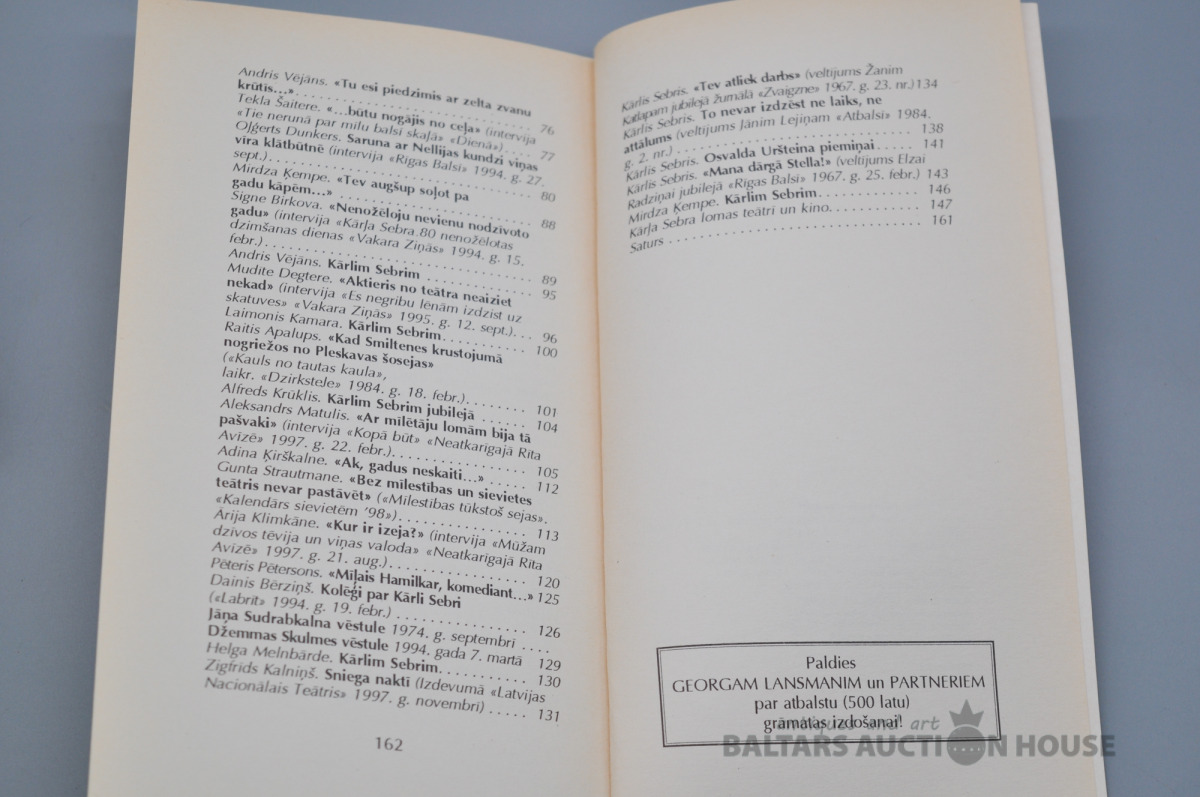 Andris Vējāns. «Tu esi piedzimis ar zelta zvanu
krūtīs...» 76
Tekla Šaitere. «...būtu nogājis no ceļa» (intervija
«Tie nerunā par mīlu balsī skaļā» «Dienā») 77
Oļģerts Dunkers. Saruna ar Nellijas kundzi viņas
vīra klātbūtnē (intervija «Rīgas Balsī» 1994. g. 27.
sept.) 80
Mirdza Ķempe. «Tev augšup soļot pa
gadu kāpēm...» 88
Signe Birkova. «Nenožēloju nevienu nodzīvoto
gadu» (intervija «Kārļa Sebra 80 nenožēlotas
dzimšanas dienas «Vakara Ziņās» 1994. g. 15.
febr.) 89
Andris Vējāns. Kārlim Sebrim 95
Mudīte Degtere. «Aktieris no teātra neaiziet
nekad» (intervija «Es negribu lēnām izdzist uz
skatuves» «Vakara Ziņās» 1995. g. 12. sept.) 96
Laimonis Kamara. Kārlim Sebrim 100
Raitis Apalups. «Kad Smiltenes krustojumā
nogriežos no Pleskavas šosejas»
(«Kauls no tautas kaula»,
laikr. «Dzirkstele» 1984. g. 18. febr.) 101
Alfreds Krūklis. Kārlim Sebrim jubilejā 104
Aleksandrs Matulis. «Ar mīlētāju lomām bija tā
pašvaki» (intervija «Kopā būt» «Neatkarīgajā Rīta
Avīzē» 1997. g. 22. febr.) 105
Adina Ķirškalne. «Ak, gadus neskaiti...» 112
Gunta Strautmane. «Bez mīlestības un sievietes
teātris nevar pastāvēt» («Mīlestības tūkstoš sejas».
«Kalendārs sievietēm '98») 113
Ārija Klimkāne. «Kur ir izeja?» (intervija «Mūžam
dzīvos tēvija un viņas valoda» «Neatkarīgajā Rīta
Avīzē» 1997. g. 21. aug.) 120
Pēteris Pētersons. «Mīļais Hamilkar, komediant...» 125
Dainis Bērziņš. Kolēģi par Kārli Sebri
(«Labrīt» 1994. g. 19. febr.) 126
Jāņa Sudrabkalna vēstule 1974. g. septembrī ....
Džemmas Skulmes vēstule 1994. gada 7. martā 129
Helga Melnbārde. Kārlim Sebrim 130
Zigfrīds Kalniņš. Sniega naktī (Izdevumā «Latvijas
Nacionālais Teātris» 1997. g. novembrī) 131
162
Kārlis Sebris. «Tev atliek darbs» (veltījums Žanim
Katlapam jubilejā žurnālā «Zvaigzne» 1967. g. 23. nr.) 134
Kārlis Sebris. To nevar izdzēst ne laiks, ne
attālums (veltījums Jānim Lejiņam «Atbalsī» 1984.
g. 2. nr.) 138
Kārlis Sebris. Osvalda Uršteina piemiņai 141
Kārlis Sebris. «Mana dārgā Stella!» (veltījums Elzai
Radziņai jubilejā «Rīgas Balsī» 1967. g. 25. febr.) 143
Mirdza Ķempe. Kārlim Sebrim 146
Kārļa Sebra lomas teātrī un kino 147
Saturs 161
Paldies
GEORGAM LANSMANIM un PARTNERIEM
par atbalstu (500 latu)
grāmatas izdošanai!
antiques and art
BALTARS AUCTION HOUSE